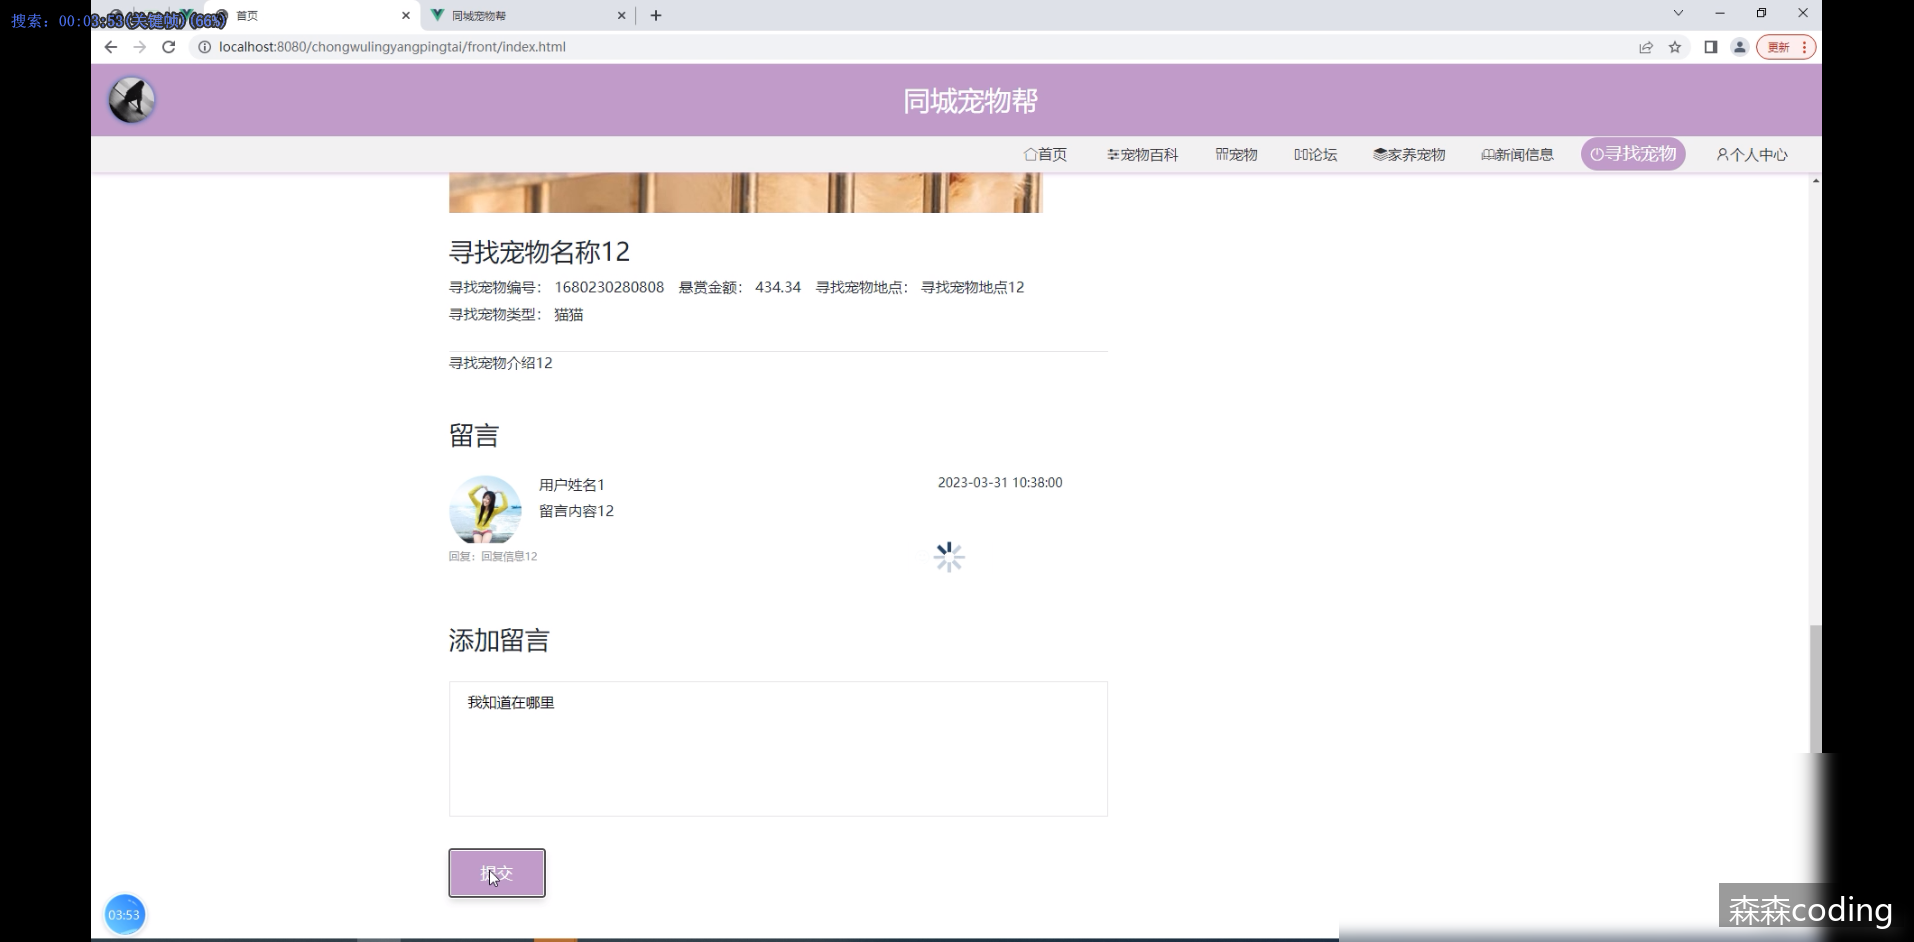 搜索: 00:03:53(关键帧)(66%)
首页
同城宠物帮
localhost:8080/chongwulingyangpingtai/front/index.html
更新
同城宠物帮
首页 宠物百科 宠物 论坛 家养宠物 新闻信息 寻找宠物 个人中心
寻找宠物名称12
寻找宠物编号： 1680230280808 悬赏金额： 434.34 寻找宠物地点： 寻找宠物地点12
寻找宠物类型： 猫猫
寻找宠物介绍12
留言
用户姓名1
2023-03-31 10:38:00
留言内容12
回复：回复信息12
添加留言
我知道在哪里
提交
03:53
森森coding